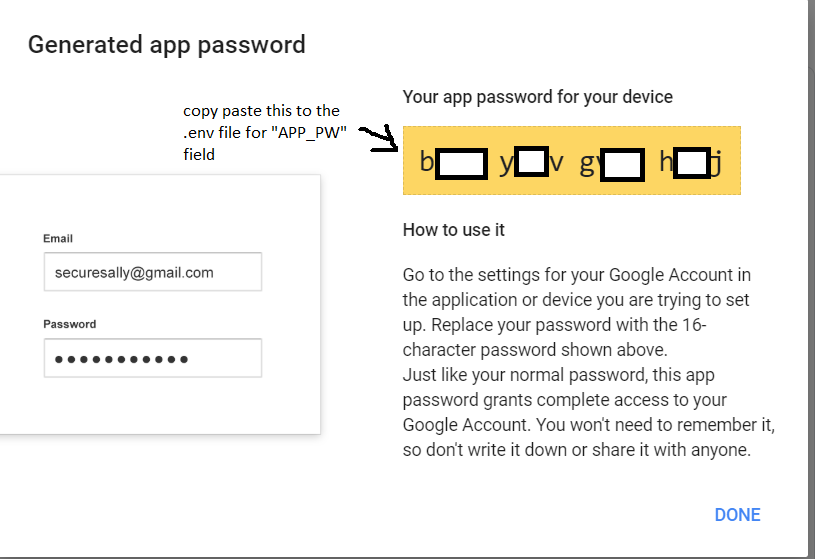 Generated app password
copy paste this to the
.env file for "APP_PW"
field
Your app password for your device
b y v g h j
Email
securesally@gmail.com
Password
How to use it
Go to the settings for your Google Account in
the application or device you are trying to set
up. Replace your password with the 16-
character password shown above.
Just like your normal password, this app
password grants complete access to your
Google Account. You won't need to remember it,
so don't write it down or share it with anyone.
DONE